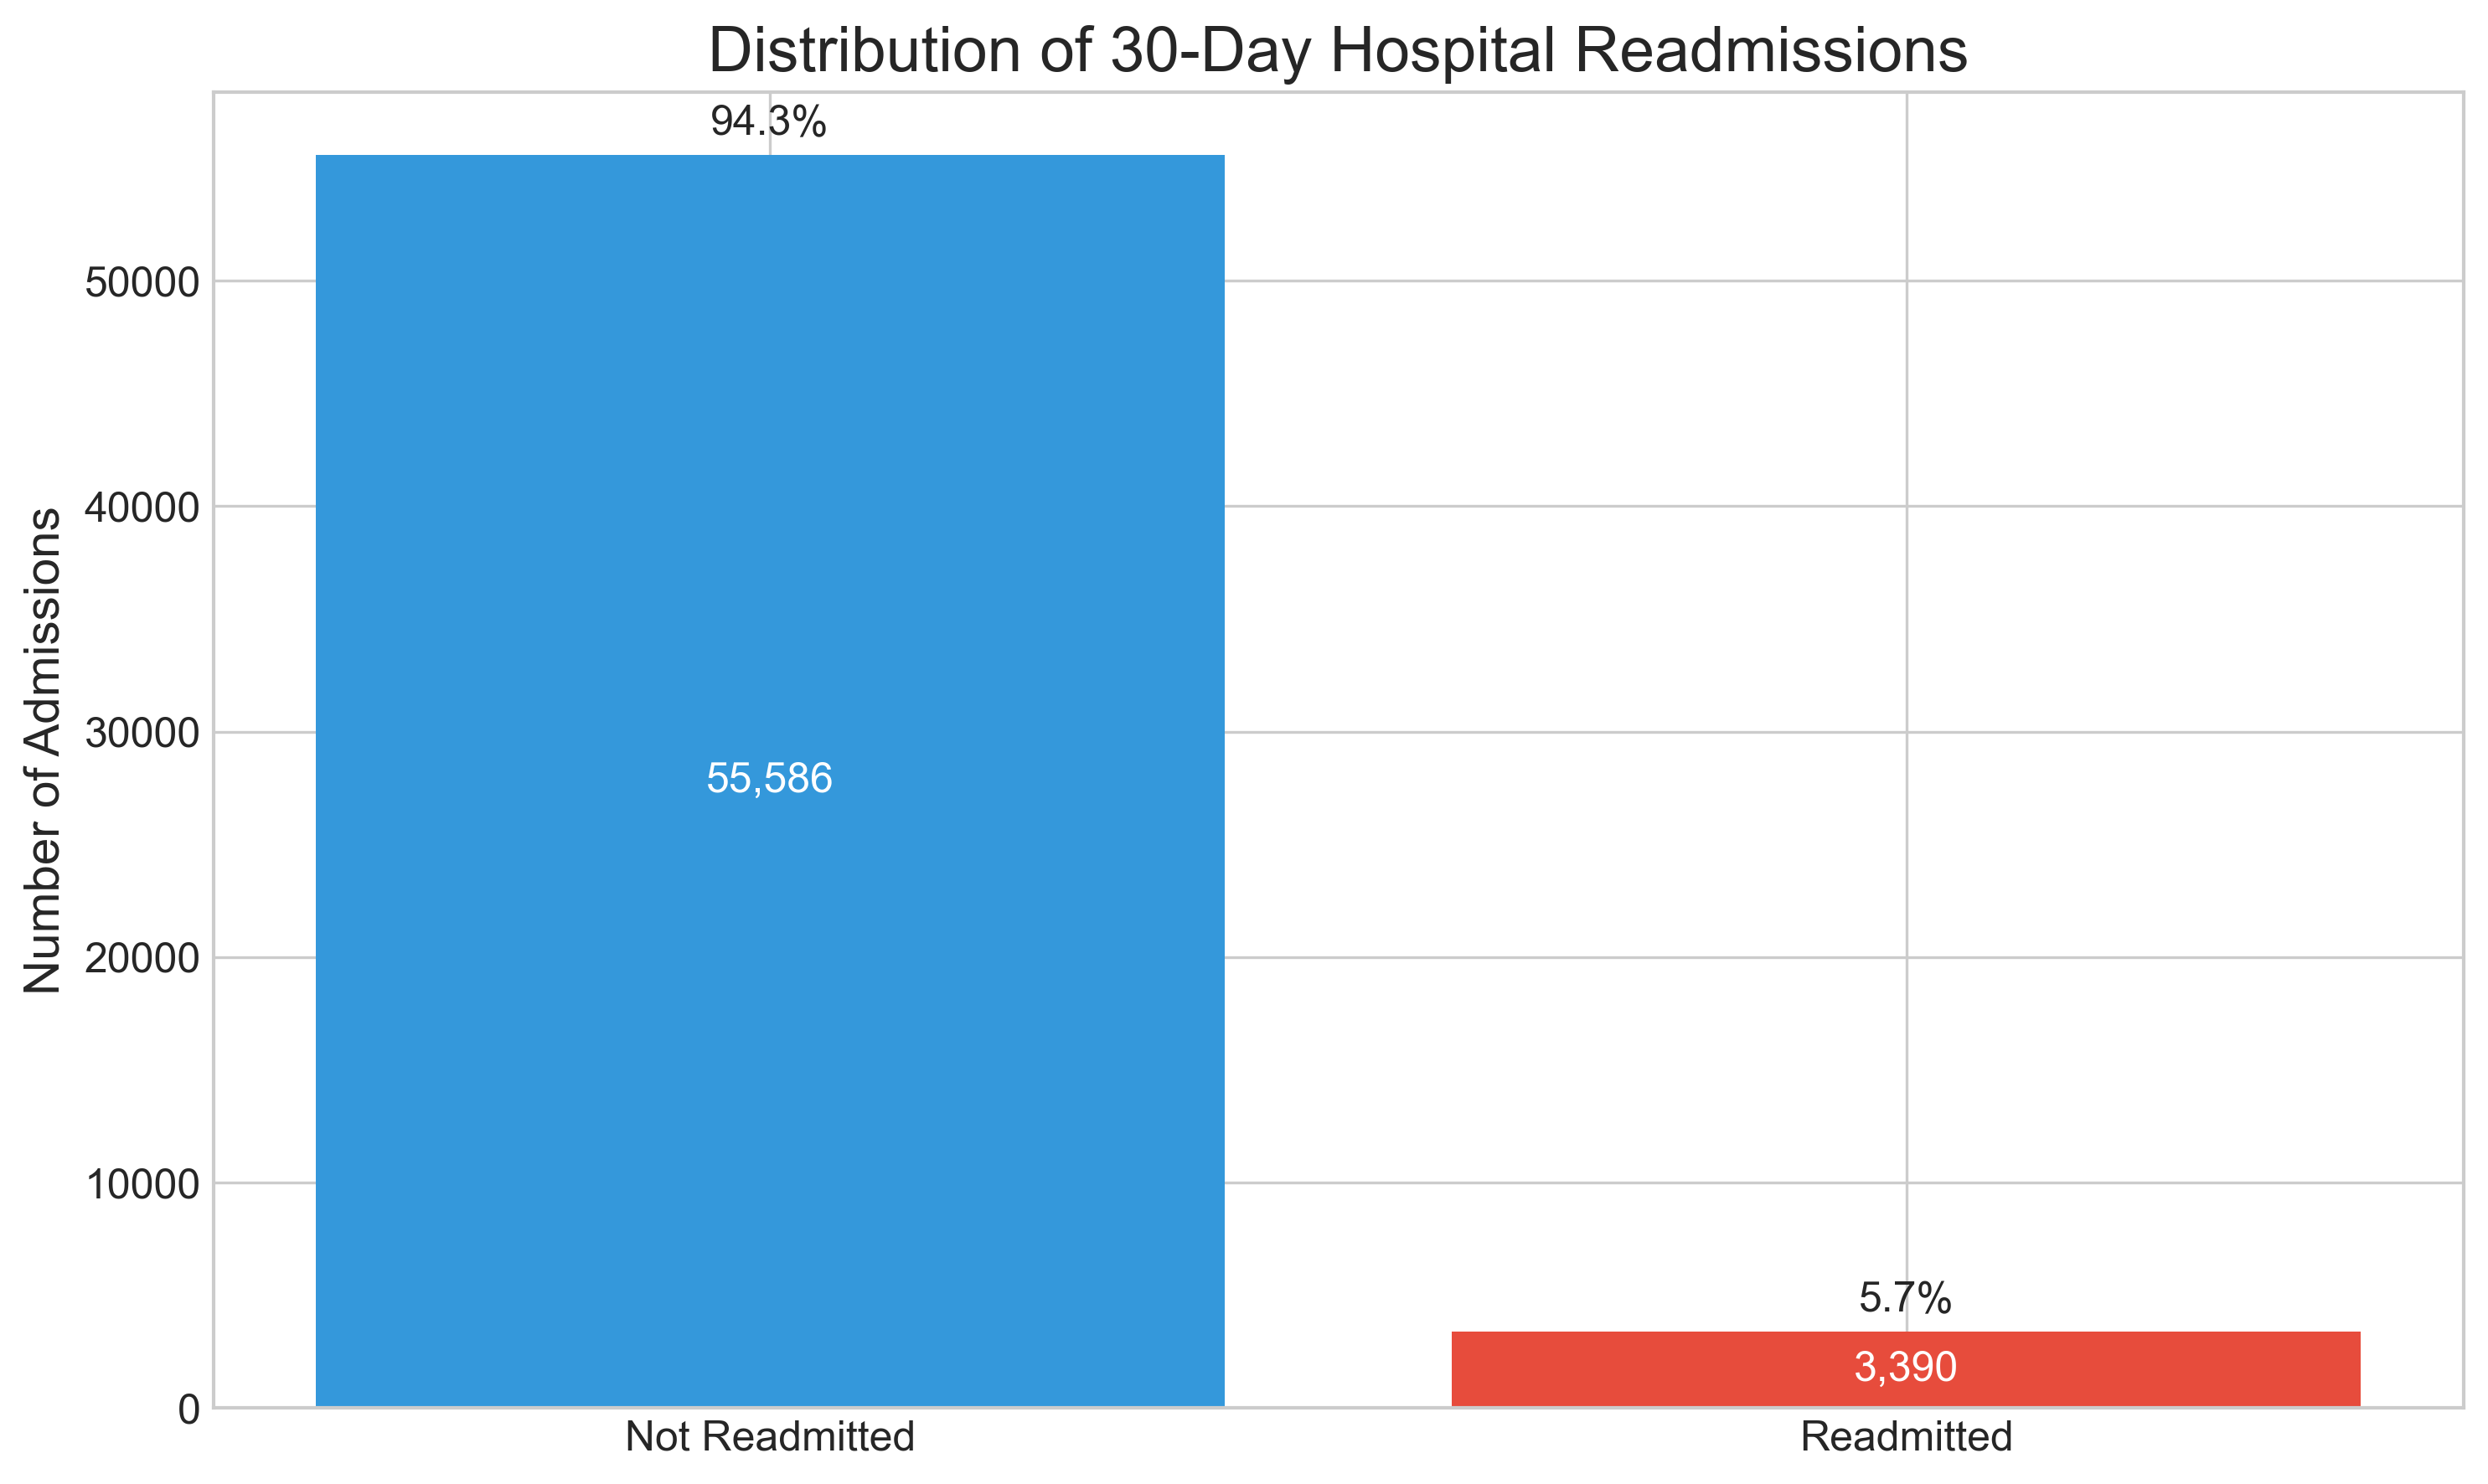 Distribution of 30-Day Hospital Readmissions
94.3%
50000
40000
30000
20000
10000
0
Number of Admissions
55,586
5.7%
3,390
Not Readmitted
Readmitted